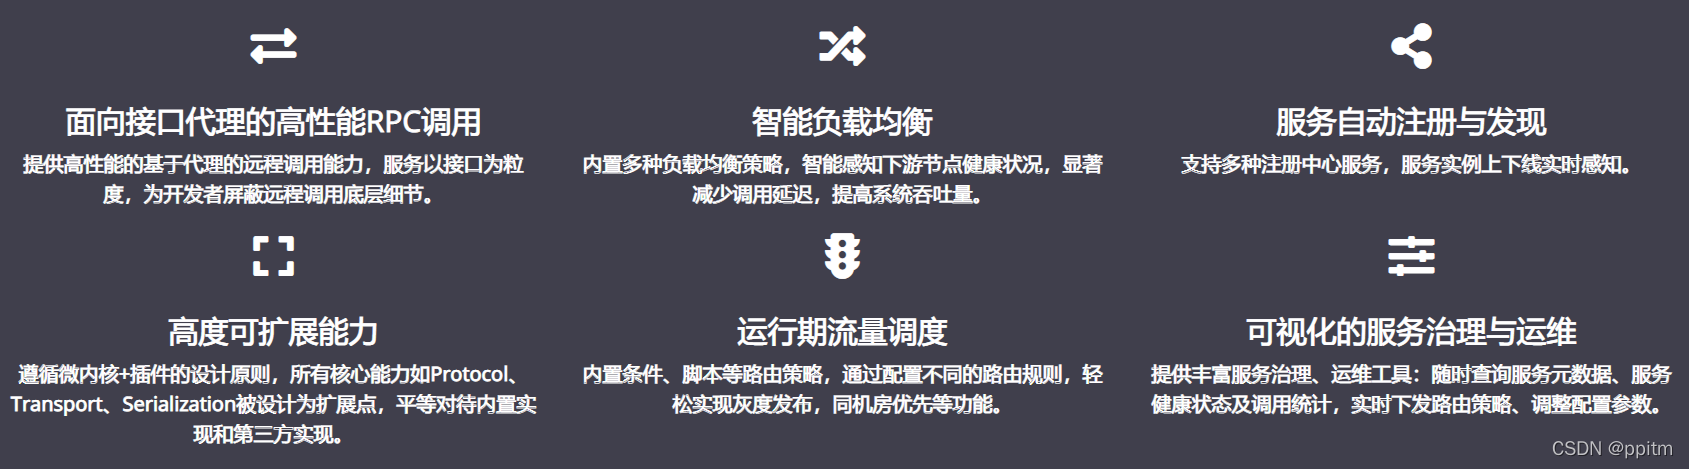 面向接口代理的高性能RPC调用
提供高性能的基于代理的远程调用能力，服务以接口为粒
度，为开发者屏蔽远程调用底层细节。
智能负载均衡
内置多种负载均衡策略，智能感知下游节点健康状况，显著
减少调用延迟，提高系统吞吐量。
服务自动注册与发现
支持多种注册中心服务，服务实例上下线实时感知。
高度可扩展能力
遵循微内核+插件的设计原则，所有核心能力如Protocol、
Transport、Serialization被设计为扩展点，平等对待内置实
现和第三方实现。
运行期流量调度
内置条件、脚本等路由策略，通过配置不同的路由规则，轻
松实现灰度发布，同机房优先等功能。
可视化的服务治理与运维
提供丰富服务治理、运维工具：随时查询服务元数据、服务
健康状态及调用统计，实时下发路由策略、调整配置参数。
CSDN @ppitm